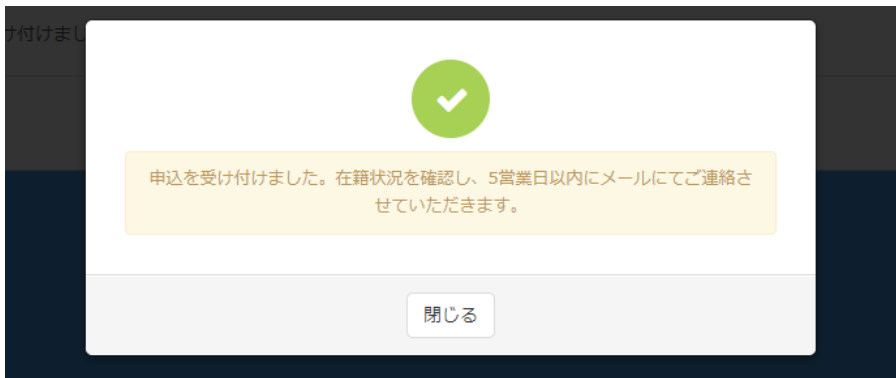 け付けまし
申込を受け付けました。在籍状況を確認し、5営業日以内にメールにてご連絡さ
せていただきます。
閉じる